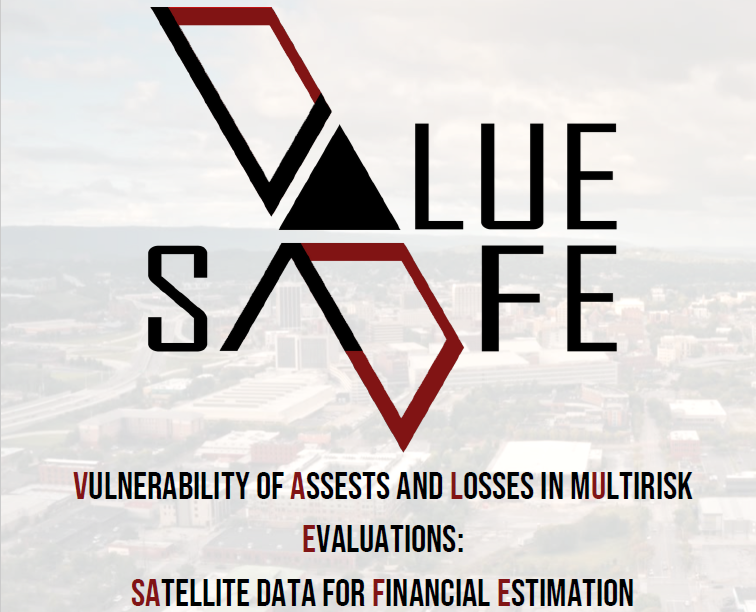 VALUE
SAFE
VULNERABILITY OF ASSESTS AND LOSSES IN MULTIRISK
EVALUATIONS:
SATELLITE DATA FOR FINANCIAL ESTIMATION